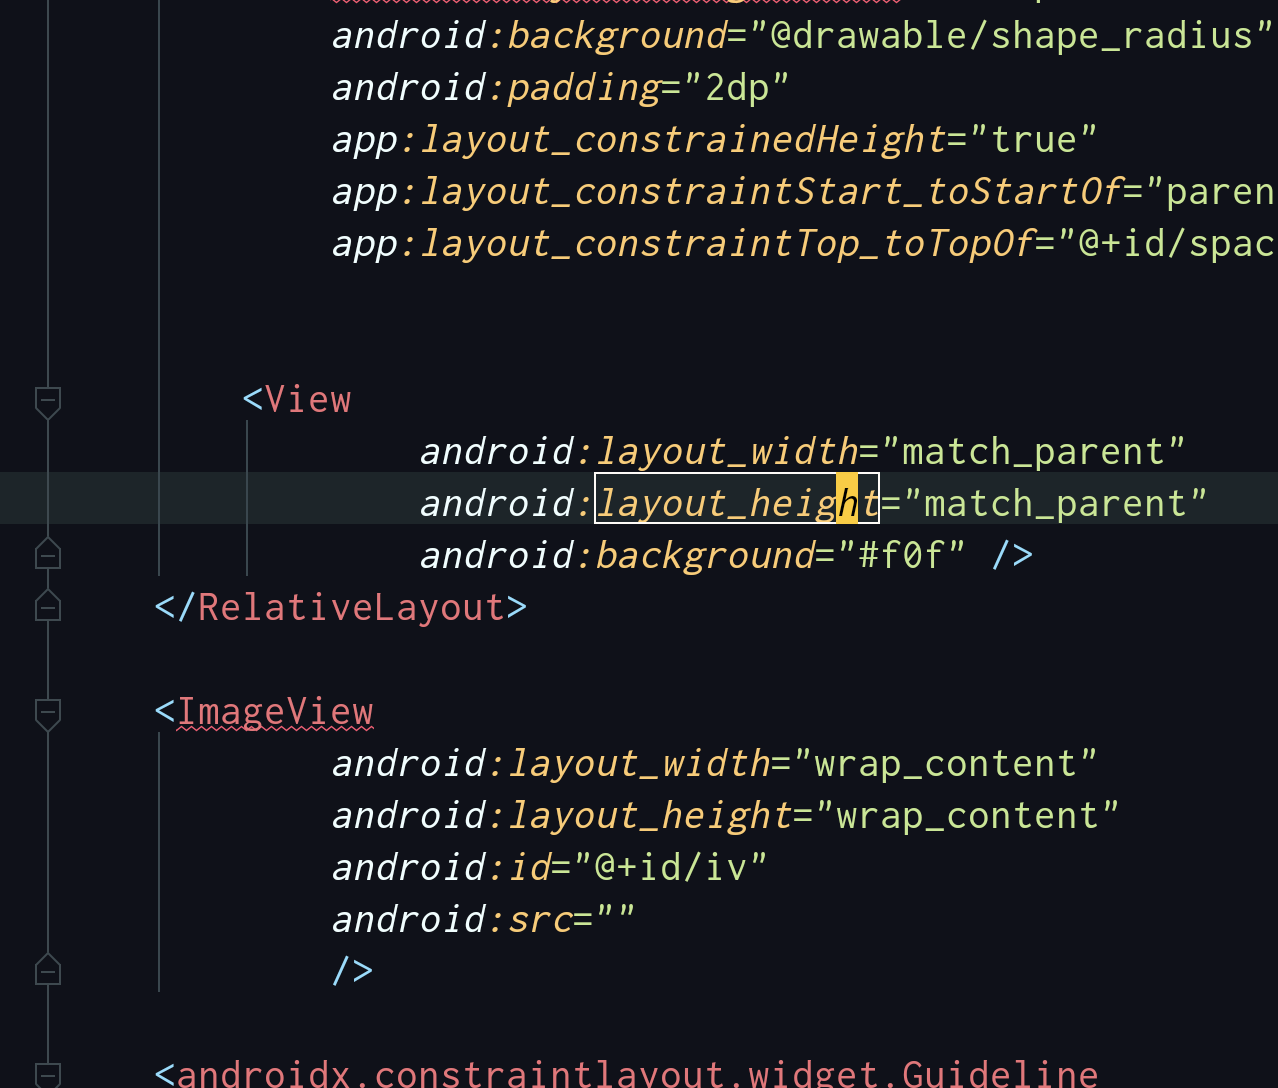 android:background="@drawable/shape_radius"
android:padding="2dp"
app:layout_constrainedHeight="true"
app:layout_constraintStart_toStartOf="paren
app:layout_constraintTop_toTopOf="@+id/spac
<View
android:layout_width="match_parent"
android:layout_height="match_parent"
android:background="#f0f" />
</RelativeLayout>
<ImageView
android:layout_width="wrap_content"
android:layout_height="wrap_content"
android:id="@+id/iv"
android:src=""
/>
<androidx.constraintlayout.widget.Guideline